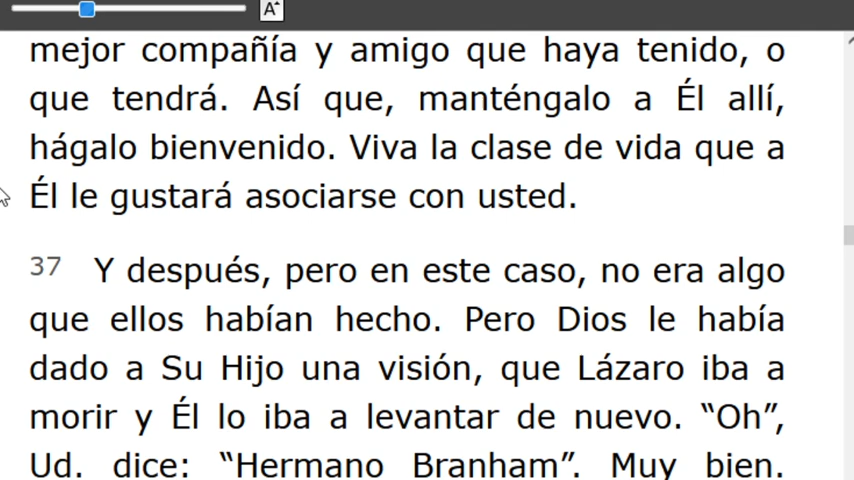 A
mejor compañía y amigo que haya tenido, o
que tendrá. Así que, manténgalo a Él allí,
hágalo bienvenido. Viva la clase de vida que a
Él le gustará asociarse con usted.
37 Y después, pero en este caso, no era algo
que ellos habían hecho. Pero Dios le había
dado a Su Hijo una visión, que Lázaro iba a
morir y Él lo iba a levantar de nuevo. “Oh”,
Ud. dice: “Hermano Branham”. Muy bien.